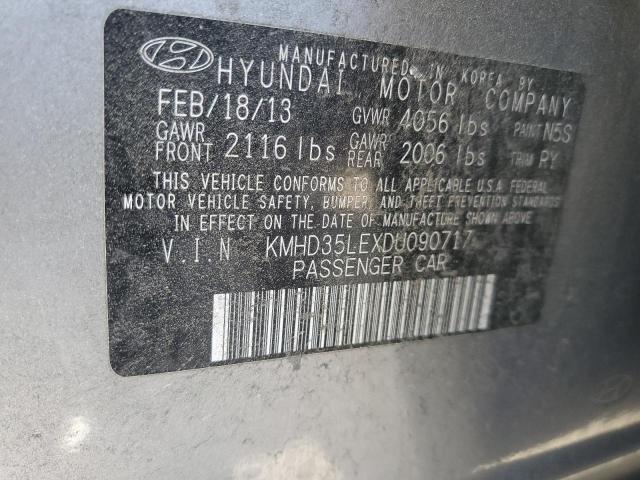 MANUFACTURED IN KOREA BY
HYUNDAI MOTOR COMPANY
FEB/18/13 GVWR 4056 lbs PAINT N5S
GAWR FRONT 2116 lbs GAWR REAR 2006 lbs TRIM RY
THIS VEHICLE CONFORMS TO ALL APPLICABLE U.S.A FEDERAL
MOTOR VEHICLE SAFETY, BUMPER, AND THEFT PREVENTION STANDARDS
IN EFFECT ON THE DATE OF MANUFACTURE SHOWN ABOVE.
V.I.N KMHD35LEXDU090717
PASSENGER CAR